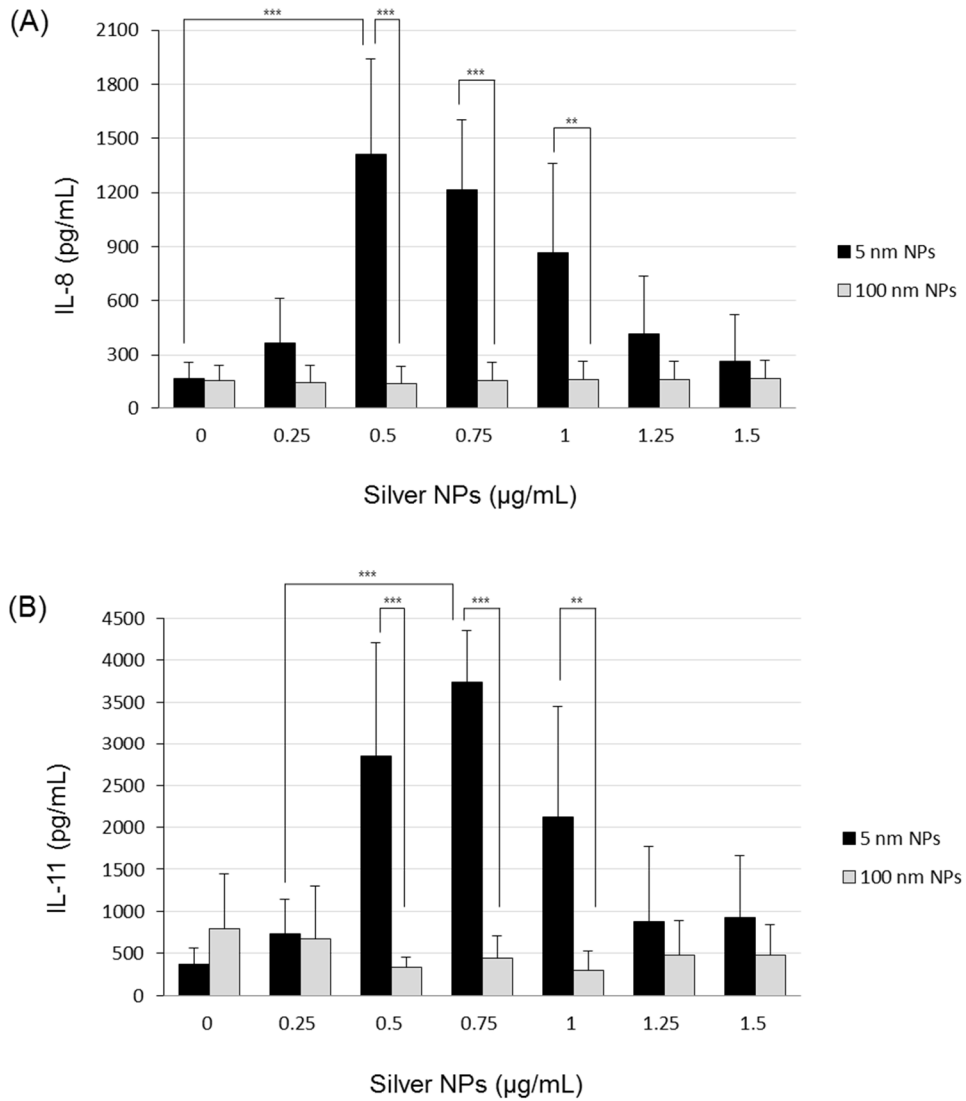 (A)
*** ***
2100
1800
***
1500
**
1200
900
600
300
0
IL-8 (pg/mL)
5 nm NPs
100 nm NPs
0 0.25 0.5 0.75 1 1.25 1.5
Silver NPs (µg/mL)
(B)
***
*** *** **
4500
4000
3500
3000
2500
2000
1500
1000
500
0
IL-11 (pg/mL)
5 nm NPs
100 nm NPs
0 0.25 0.5 0.75 1 1.25 1.5
Silver NPs (µg/mL)